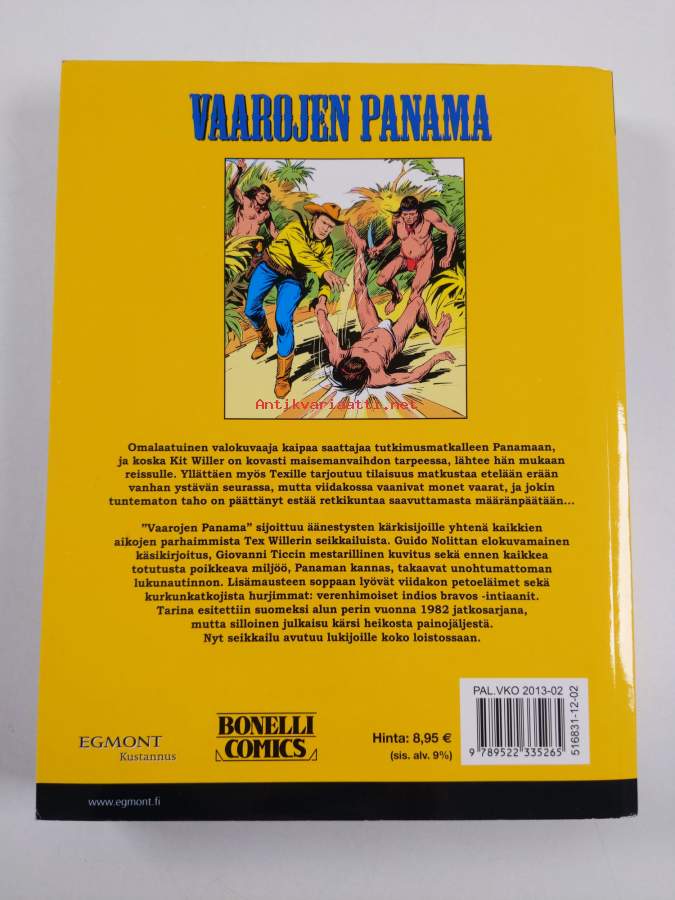 VAAROJEN PANAMA
Antikvariaatti.net
Omalaatuinen valokuvaaja kaipaa saattajaa tutkimusmatkalleen Panamaan,
ja koska Kit Willer on kovasti maisemanvaihdon tarpeessa, lähtee hän mukaan
reissulle. Yllättäen myös Texille tarjoutuu tilaisuus matkustaa etelään erään
vanhan ystävän seurassa, mutta viidakossa vaanivat monet vaarat, ja jokin
tuntematon taho on päättänyt estää retkikuntaa saavuttamasta määränpäätään...
"Vaarojen Panama" sijoittuu äänestysten kärkisijoille yhtenä kaikkien
aikojen parhaimmista Tex Willerin seikkailuista. Guido Nolittan elokuvamainen
käsikirjoitus, Giovanni Ticcin mestarillinen kuvitus sekä ennen kaikkea
totutusta poikkeava miljöö, Panaman kannas, takaavat unohtumattoman
lukunautinnon. Lisämausteen soppaan lyövät viidakon petoeläimet sekä
kurkunkatkojista hurjimmat: verenhimoiset indios bravos -intiaanit.
Tarina esitettiin suomeksi alun perin vuonna 1982 jatkosarjana,
mutta silloinen julkaisu kärsi heikosta painojäljestä.
Nyt seikkailu avutuu lukijoille koko loistossaan.
EGMONT
Kustannus
BONELLI
COMICS
Hinta: 8,95 €
(sis. alv. 9%)
PAL.VKO 2013-02
9 789522 335265
516831-12-02
www.egmont.fi